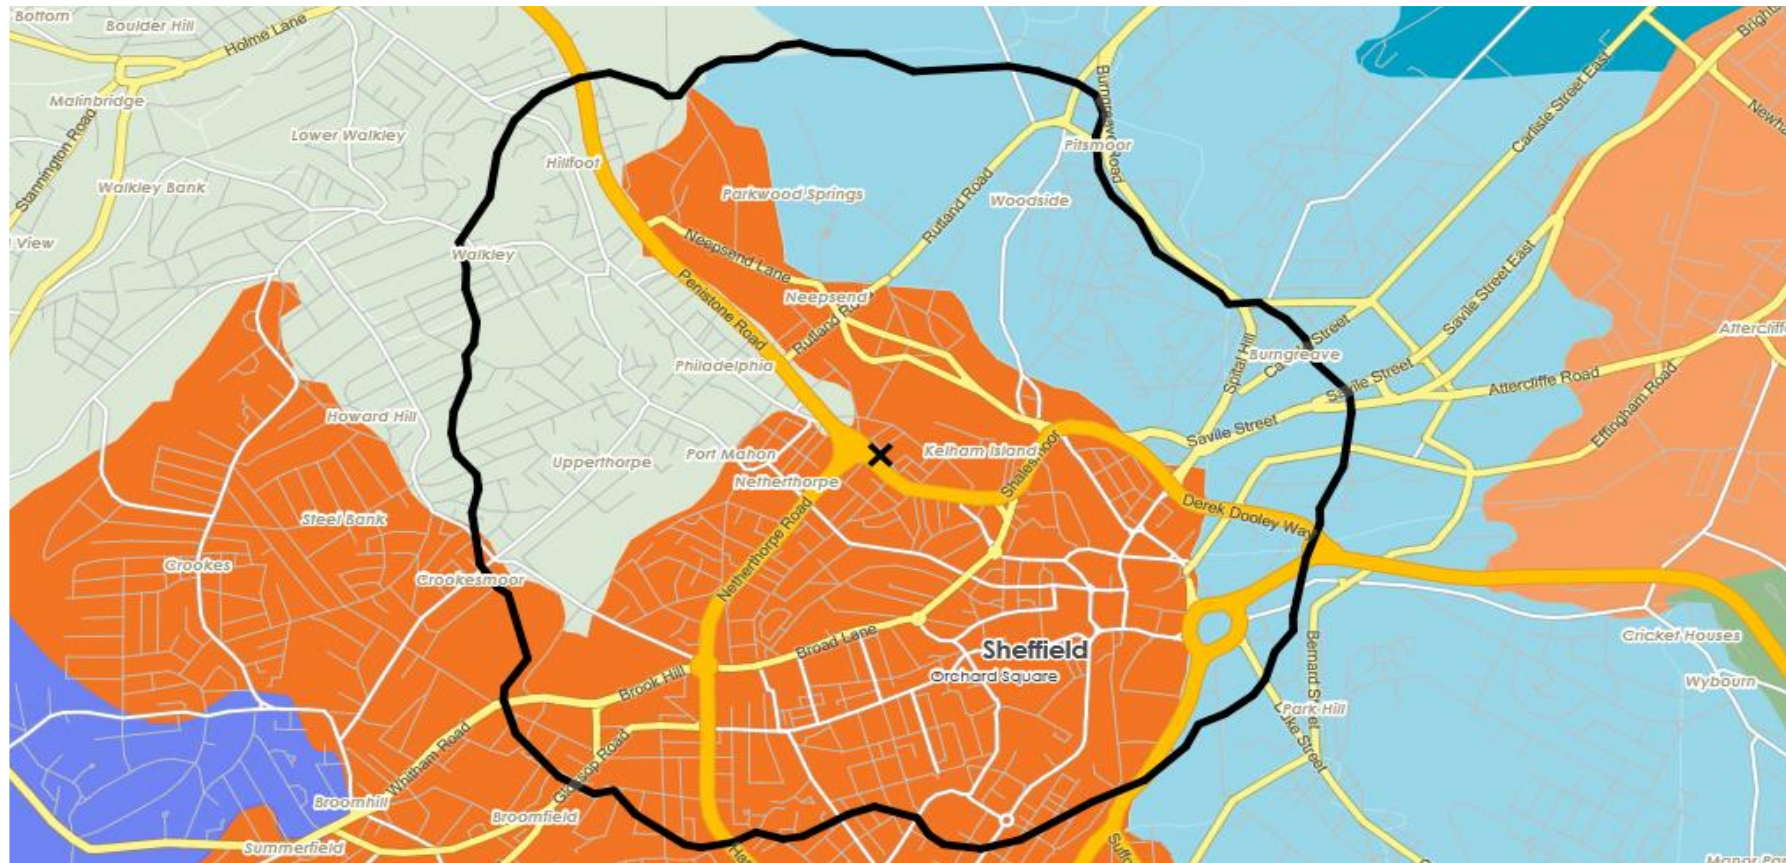 Bottom
Boulder Hill
Holme Lane
Malinbridge
Lower Walkley
Stannington Road
Walkley Bank
Hillfoot
View
Walkley
Parkwood Springs
Neepsend Lane
Penistone Road
Neepsend
Rutland Road
Burngreave Road
Pitsmoor
Woodside
Carlisle Street East
Savile Street East
Spital Hill
Burngreave
Savile Street
Savile Street
Attercliffe Road
Effingham Road
Rutland
Philadelphia
Howard Hill
Upperthorpe
Port Mahon
Netherthorpe
Kelham Island
Shalesmoor
Derek Dooley Way
Steel Bank
Crookes
Crookesmoor
Netherthorpe Road
Broad Lane
Brook Hill
Sheffield
Orchard Square
Bernard Street
Park Hill
Duke Street
Cricket Houses
Wybourn
Whitham Road
Glossop Road
Broomhill
Broomfield
Summerfield